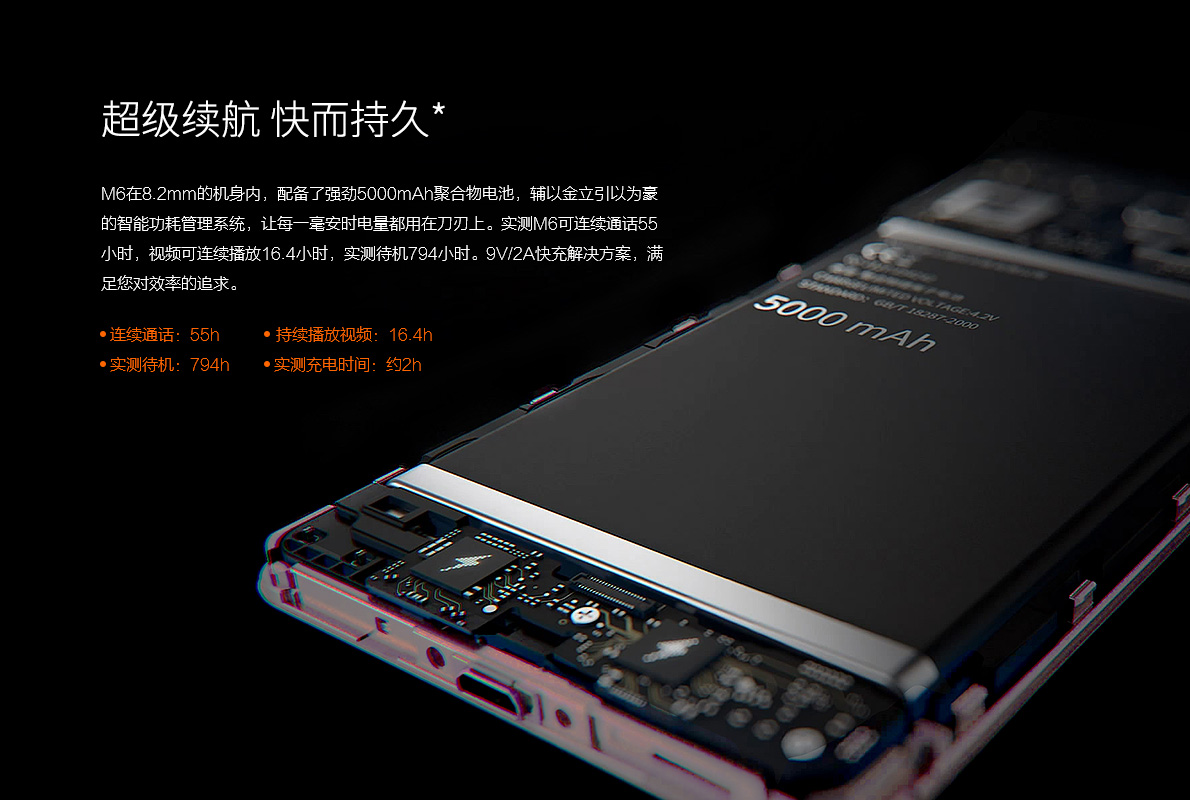 超级续航 快而持久*
M6在8.2mm的机身内，配备了强劲5000mAh聚合物电池，辅以金立引以为豪
的智能功耗管理系统，让每一毫安时电量都用在刀刃上。实测M6可连续通话55
小时，视频可连续播放16.4小时，实测待机794小时。9V/2A快充解决方案，满
足您对效率的追求。
•连续通话：55h •持续播放视频：16.4h
•实测待机：794h •实测充电时间：约2h
VOLTAGE:4.2V
GB/T 18287-2000
5000 mAh